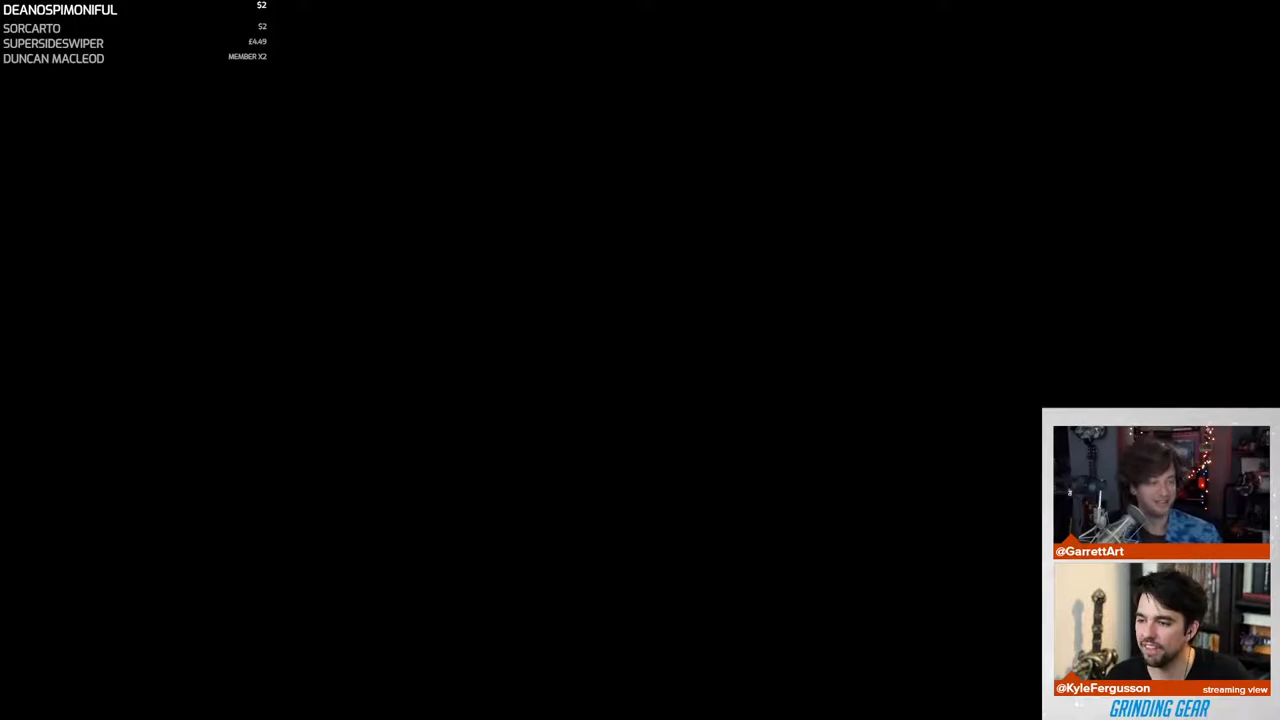 DEANOSPIMONIFUL $2
SORCARTO $2
SUPERSIDESWIPER £4.49
DUNCAN MACLEOD MEMBER X2
@GarrettArt
@KyleFergusson streaming view
GRINDING GEAR